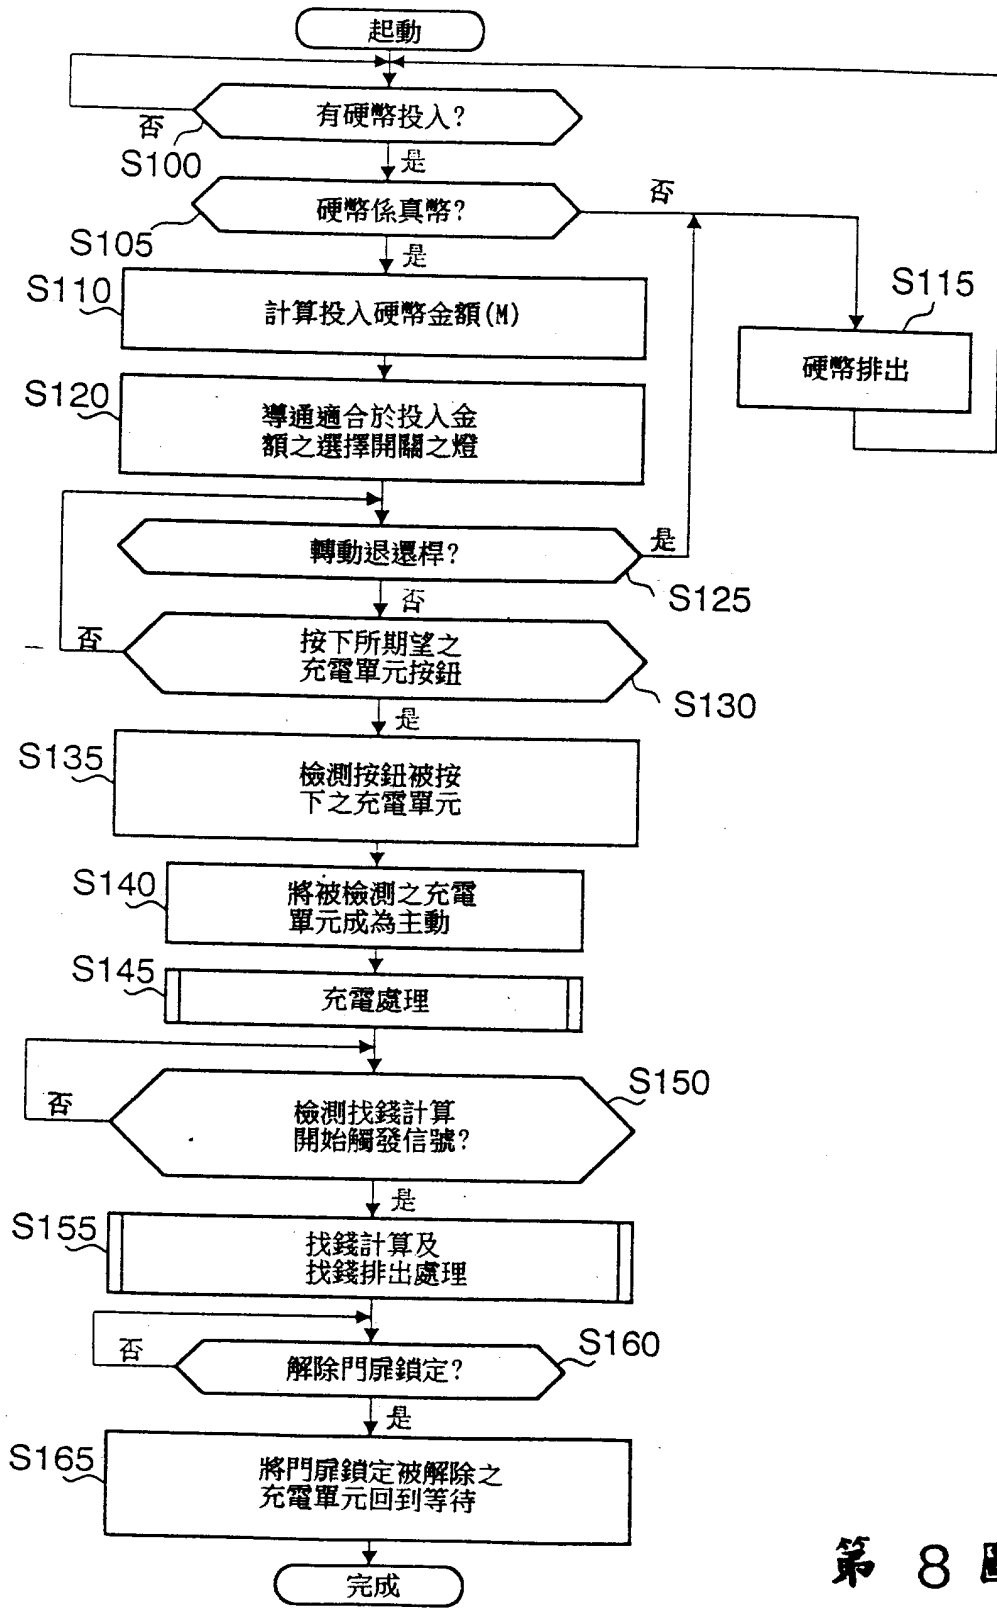 起動
有硬幣投入?
否
S100
是
硬幣係真幣?
否
S105
是
S110
計算投入硬幣金額(M)
S115
硬幣排出
S120
導通適合於投入金
額之選擇開關之燈
轉動退還桿?
是
S125
否
按下所期望之
充電單元按鈕
否
S130
是
S135
檢測按鈕被按
下之充電單元
S140
將被檢測之充電
單元成為主動
S145
充電處理
S150
否
檢測找錢計算
開始觸發信號?
是
S155
找錢計算及
找錢排出處理
否
S160
解除門扉鎖定?
是
S165
將門扉鎖定被解除之
充電單元回到等待
完成
第 8 圖